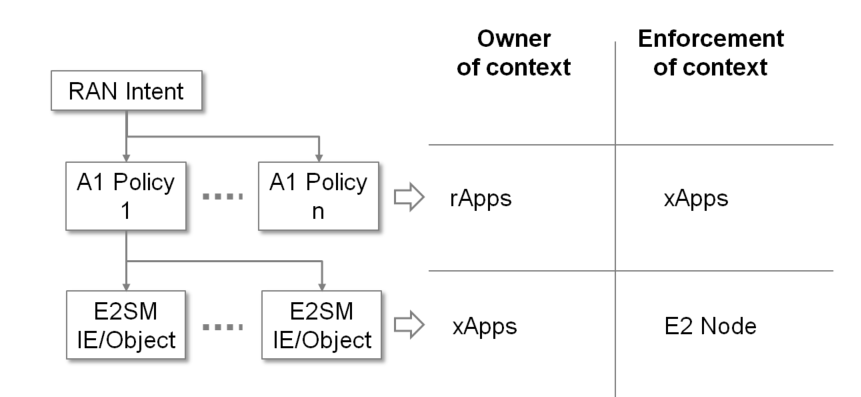 Owner
of context
Enforcement
of context
RAN Intent
A1 Policy
1
A1 Policy
n
rApps
xApps
E2SM
IE/Object
E2SM
IE/Object
xApps
E2 Node